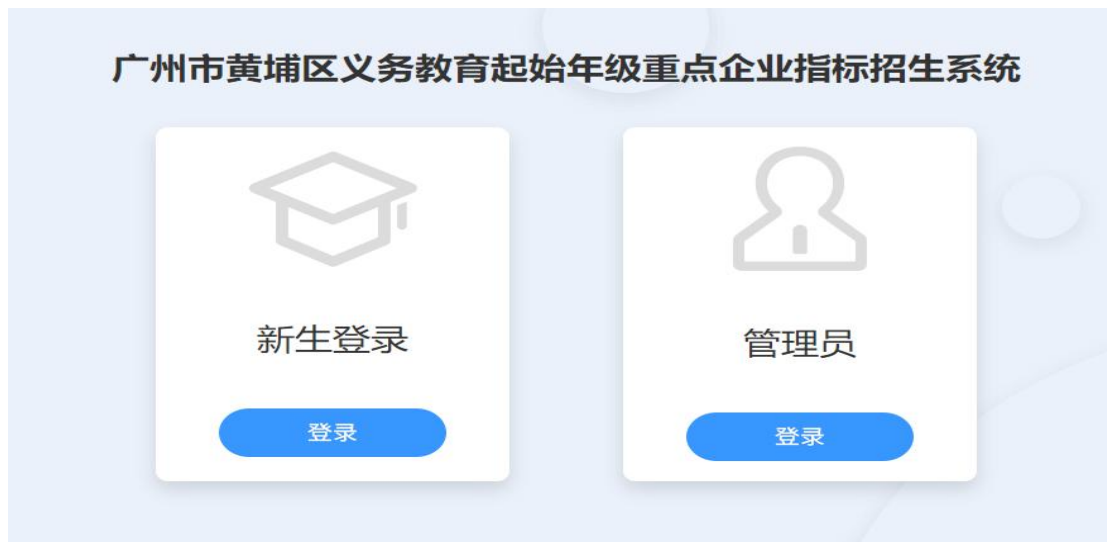 广州市黄埔区义务教育起始年级重点企业指标招生系统
新生登录
管理员
登录
登录